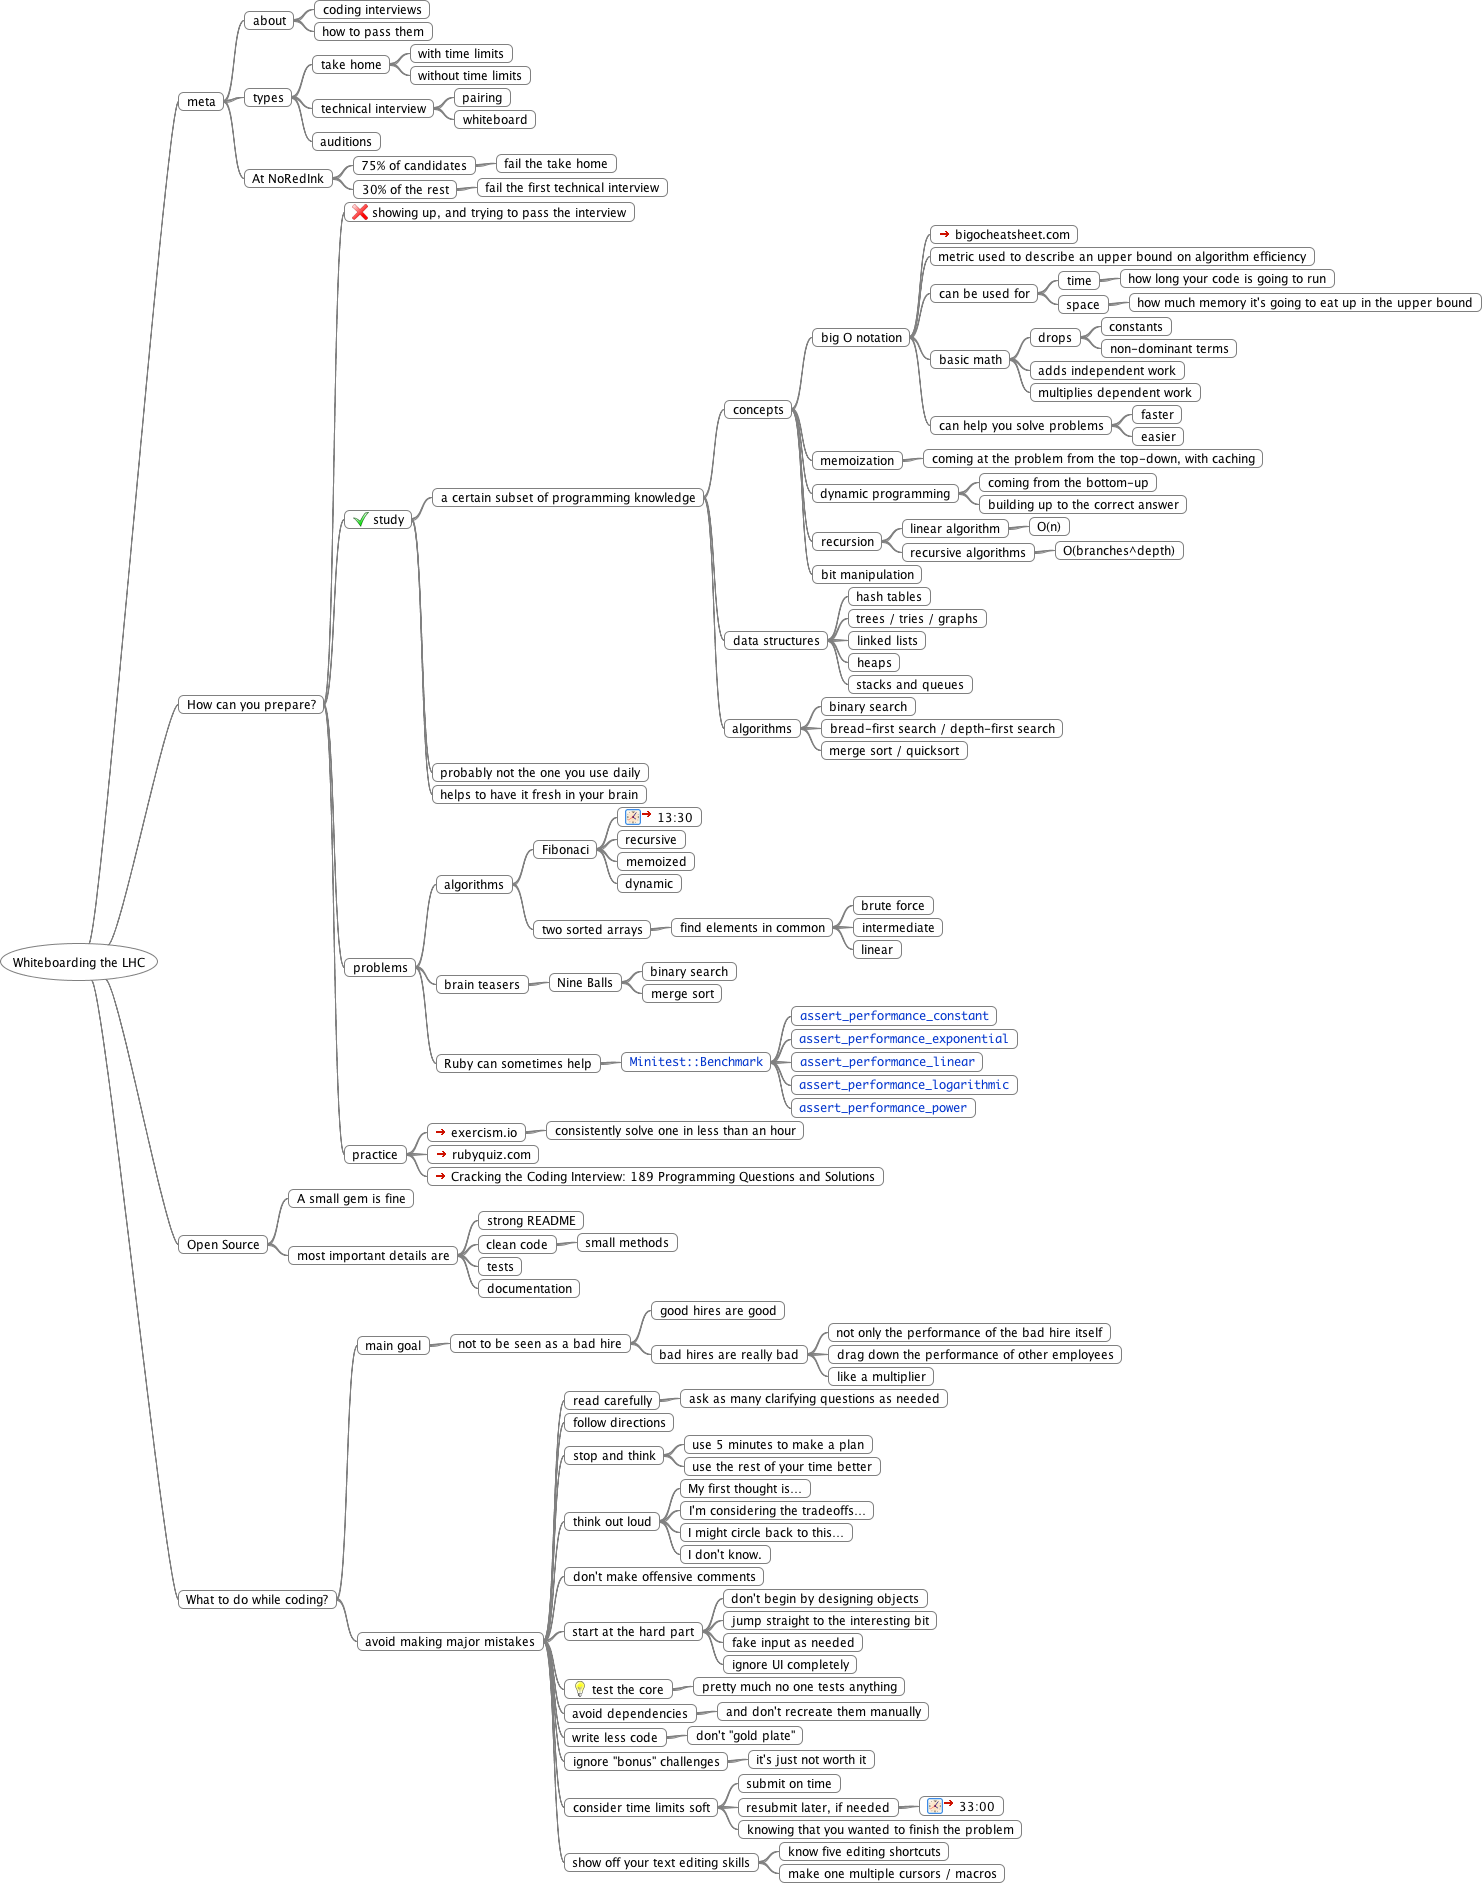 Whiteboarding the LHC
meta
about
coding interviews
how to pass them
types
take home
with time limits
without time limits
technical interview
pairing
whiteboard
auditions
At NoRedInk
75% of candidates
fail the take home
30% of the rest
fail the first technical interview
How can you prepare?
showing up, and trying to pass the interview
study
a certain subset of programming knowledge
concepts
big O notation
bigocheatsheet.com
metric used to describe an upper bound on algorithm efficiency
can be used for
time
how long your code is going to run
space
how much memory it's going to eat up in the upper bound
basic math
drops
constants
non-dominant terms
adds independent work
multiplies dependent work
can help you solve problems
faster
easier
memoization
coming at the problem from the top-down, with caching
dynamic programming
coming from the bottom-up
building up to the correct answer
recursion
linear algorithm
O(n)
recursive algorithms
O(branches^depth)
bit manipulation
data structures
hash tables
trees / tries / graphs
linked lists
heaps
stacks and queues
algorithms
binary search
bread-first search / depth-first search
merge sort / quicksort
probably not the one you use daily
helps to have it fresh in your brain
problems
algorithms
Fibonaci
13:30
recursive
memoized
dynamic
two sorted arrays
find elements in common
brute force
intermediate
linear
brain teasers
Nine Balls
binary search
merge sort
Ruby can sometimes help
Minitest::Benchmark
assert_performance_constant
assert_performance_exponential
assert_performance_linear
assert_performance_logarithmic
assert_performance_power
practice
exercism.io
consistently solve one in less than an hour
rubyquiz.com
Cracking the Coding Interview: 189 Programming Questions and Solutions
Open Source
A small gem is fine
most important details are
strong README
clean code
small methods
tests
documentation
What to do while coding?
main goal
not to be seen as a bad hire
good hires are good
bad hires are really bad
not only the performance of the bad hire itself
drag down the performance of other employees
like a multiplier
avoid making major mistakes
read carefully
ask as many clarifying questions as needed
follow directions
stop and think
use 5 minutes to make a plan
use the rest of your time better
think out loud
My first thought is...
I'm considering the tradeoffs...
I might circle back to this...
I don't know.
don't make offensive comments
start at the hard part
don't begin by designing objects
jump straight to the interesting bit
fake input as needed
ignore UI completely
test the core
pretty much no one tests anything
avoid dependencies
and don't recreate them manually
write less code
don't "gold plate"
ignore "bonus" challenges
it's just not worth it
consider time limits soft
submit on time
resubmit later, if needed
33:00
knowing that you wanted to finish the problem
show off your text editing skills
know five editing shortcuts
make one multiple cursors / macros